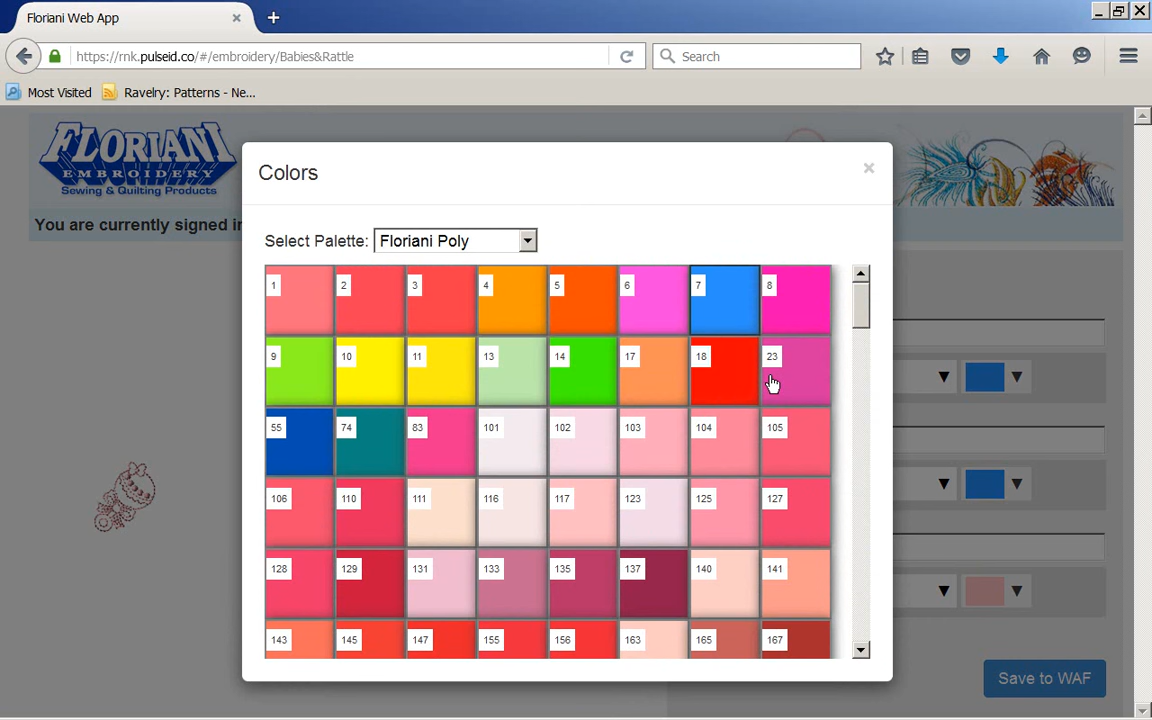 Floriani Web App
https://rnk.pulseid.co/#/embroidery/Babies&Rattle
Search
Most Visited
Ravelry: Patterns - Ne...
FLORIANI
EMBROIDERY
Sewing & Quilting Products
You are currently signed i
Colors
Select Palette: Floriani Poly
1 2 3 4 5 6 7 8
9 10 11 13 14 17 18 23
55 74 83 101 102 103 104 105
106 110 111 116 117 123 125 127
128 129 131 133 135 137 140 141
143 145 147 155 156 163 165 167
Save to WAF